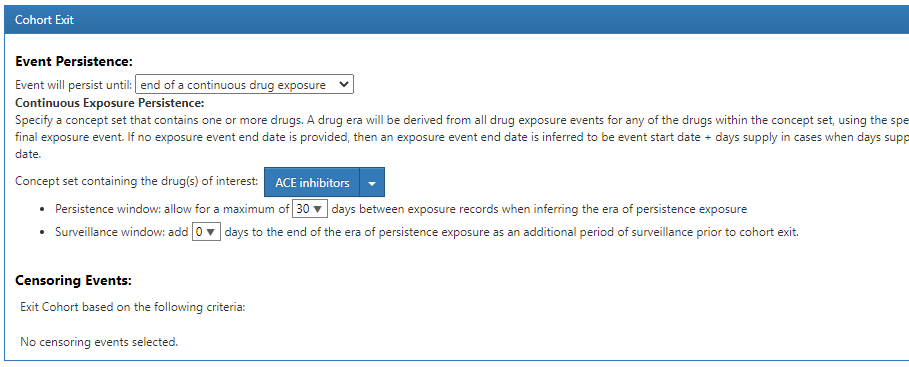 Cohort Exit
Event Persistence:
Event will persist until: end of a continuous drug exposure
Continuous Exposure Persistence:
Specify a concept set that contains one or more drugs. A drug era will be derived from all drug exposure events for any of the drugs within the concept set, using the spe
final exposure event. If no exposure event end date is provided, then an exposure event end date is inferred to be event start date + days supply in cases when days supp
date.
Concept set containing the drug(s) of interest: ACE inhibitors
• Persistence window: allow for a maximum of 30 ▼ days between exposure records when inferring the era of persistence exposure
• Surveillance window: add 0 ▼ days to the end of the era of persistence exposure as an additional period of surveillance prior to cohort exit.
Censoring Events:
Exit Cohort based on the following criteria:
No censoring events selected.